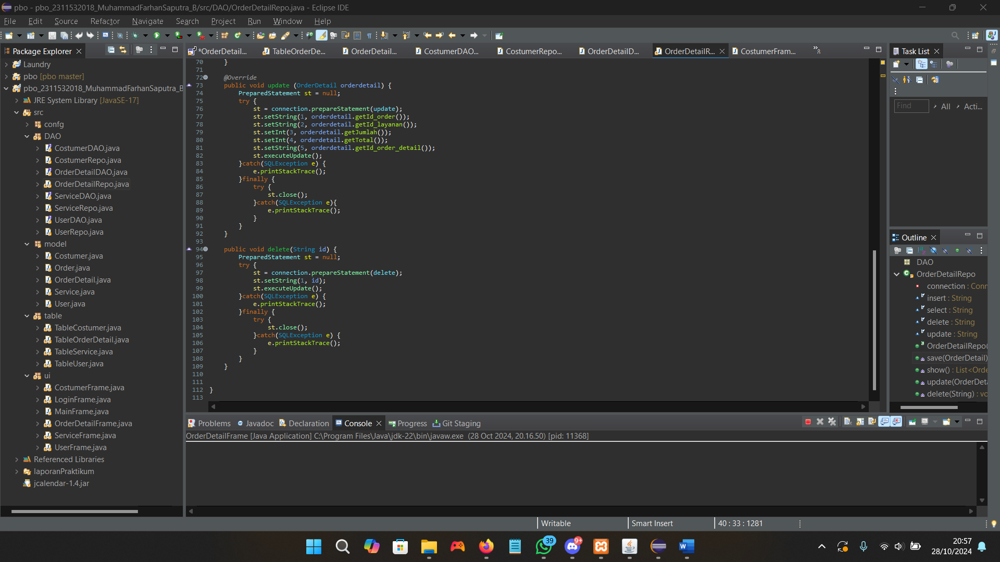 pbo - pbo_2311532018_MuhammadFarhanSaputra_B/src/DAO/OrderDetailRepo.java - Eclipse IDE
File Edit Source Refactor Navigate Search Project Run Window Help
Package Explorer
*OrderDetail... TableOrderDe... OrderDetail... CostumerDAO... CostumerRepo... OrderDetailD... OrderDetailR... CostumerFram... »8
Laundry
pbo [pbo master]
pbo_2311532018_MuhammadFarhanSaputra_B
JRE System Library [JavaSE-17]
src
confg
DAO
CostumerDAO.java
CostumerRepo.java
OrderDetailDAO.java
OrderDetailRepo.java
ServiceDAO.java
ServiceRepo.java
UserDAO.java
UserRepo.java
model
Costumer.java
Order.java
OrderDetail.java
Service.java
User.java
table
TableCostumer.java
TableOrderDetail.java
TableService.java
TableUser.java
ui
CostumerFrame.java
LoginFrame.java
MainFrame.java
OrderDetailFrame.java
ServiceFrame.java
UserFrame.java
Referenced Libraries
laporanPraktikum
jcalendar-1.4.jar
70 }
71
72 @Override
73 public void update (OrderDetail orderdetail) {
74 PreparedStatement st = null;
75 try {
76 st = connection.prepareStatement(update);
77 st.setString(1, orderdetail.getId_order());
78 st.setString(2, orderdetail.getId_layanan());
79 st.setInt(3, orderdetail.getJumlah());
80 st.setInt(4, orderdetail.getTotal());
81 st.setString(5, orderdetail.getId_order_detail());
82 st.executeUpdate();
83 }catch(SQLException e) {
84 e.printStackTrace();
85 }finally {
86 try {
87 st.close();
88 }catch(SQLException e){
89 e.printStackTrace();
90 }
91 }
92 }
93
94 public void delete(String id) {
95 PreparedStatement st = null;
96 try {
97 st = connection.prepareStatement(delete);
98 st.setString(1, id);
99 st.executeUpdate();
100 }catch(SQLException e) {
101 e.printStackTrace();
102 }finally {
103 try {
104 st.close();
105 }catch(SQLException e) {
106 e.printStackTrace();
107 }
108 }
109 }
110
111
112 }
113
Task List
Find All Acti...
Outline
DAO
OrderDetailRepo
connection : Conn
insert : String
select : String
delete : String
update : String
OrderDetailRepo(
save(OrderDetail)
show() : List<Orde
update(OrderDeta
delete(String) : vo
Problems Javadoc Declaration Console Progress Git Staging
OrderDetailFrame [Java Application] C:\Program Files\Java\jdk-22\bin\javaw.exe (28 Oct 2024, 20.16.50) [pid: 11368]
Writable Smart Insert 40 : 33 : 1281
39
9+
20:57
28/10/2024